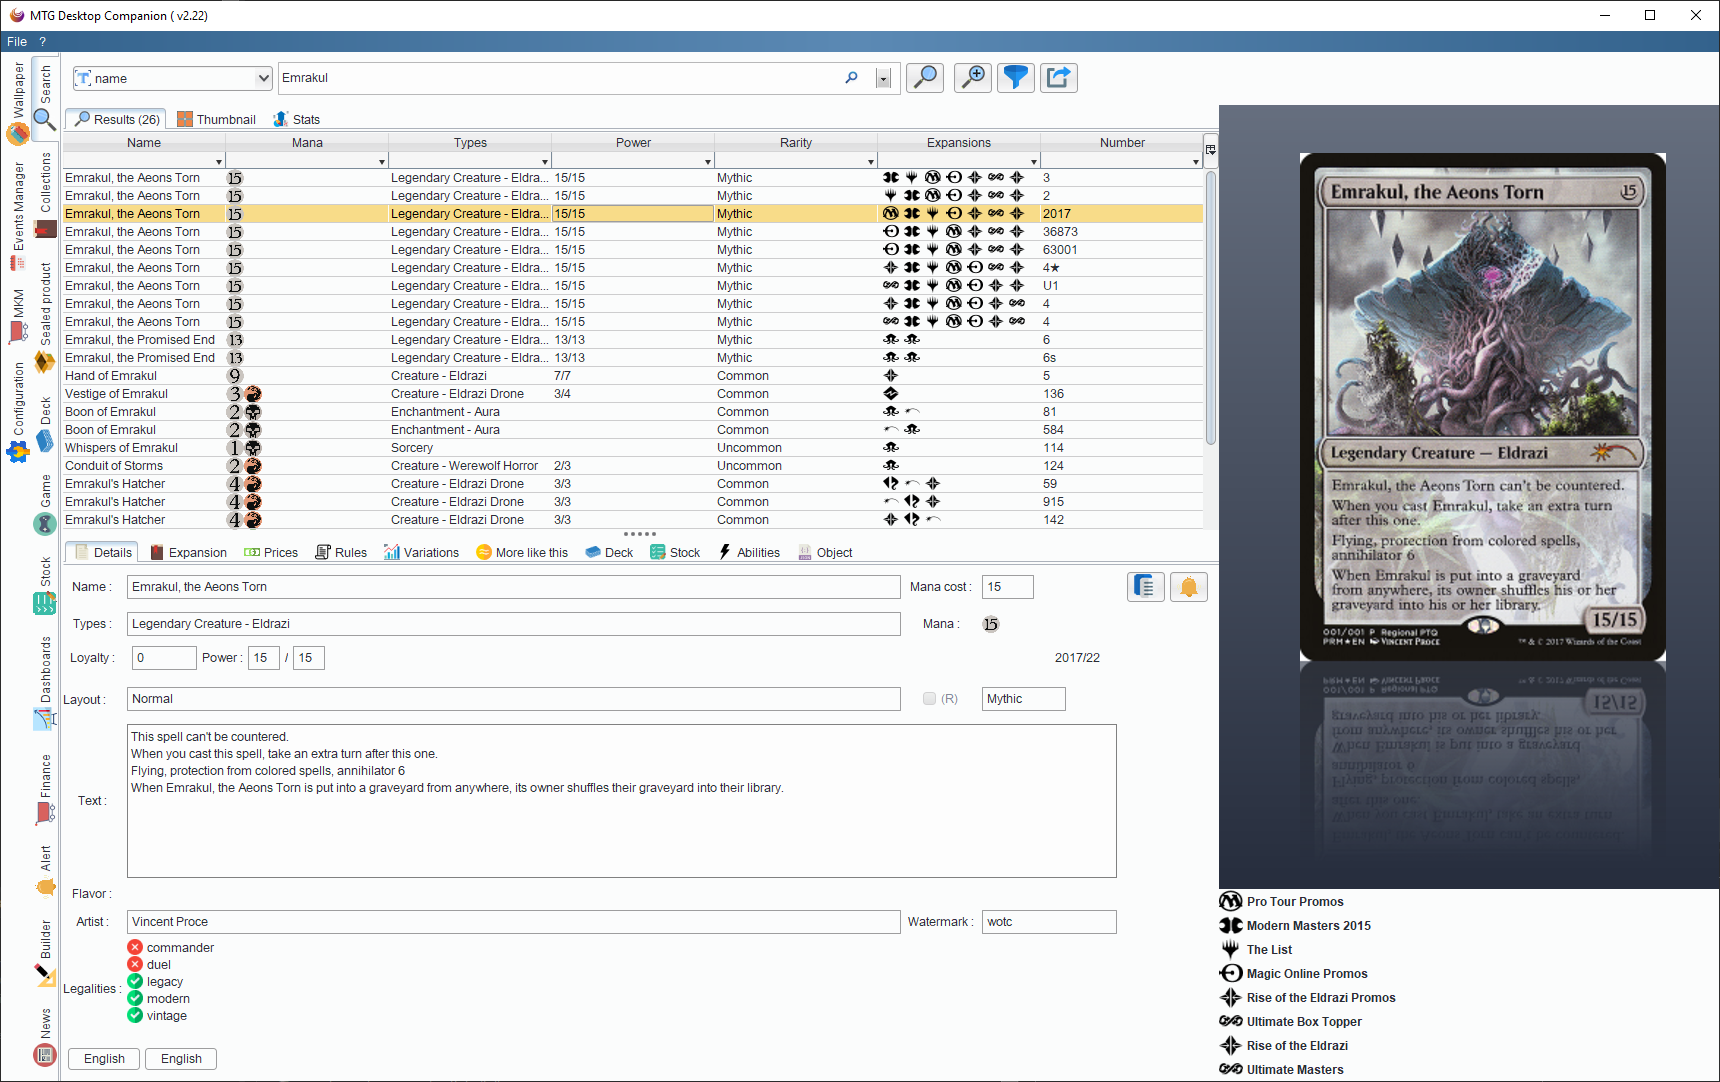 MTG Desktop Companion ( v2.22)
File ?
Wallpaper
Events Manager
MKM
Configuration
Search
Collections
Sealed product
Deck
Game
Stock
Dashboards
Finance
Alert
Builder
News
name
Emrakul
Results (26) Thumbnail Stats
Name Mana Types Power Rarity Expansions Number
Emrakul, the Aeons Torn 15 Legendary Creature - Eldra... 15/15 Mythic 3
Emrakul, the Aeons Torn 15 Legendary Creature - Eldra... 15/15 Mythic 2
Emrakul, the Aeons Torn 15 Legendary Creature - Eldra... 15/15 Mythic 2017
Emrakul, the Aeons Torn 15 Legendary Creature - Eldra... 15/15 Mythic 36873
Emrakul, the Aeons Torn 15 Legendary Creature - Eldra... 15/15 Mythic 63001
Emrakul, the Aeons Torn 15 Legendary Creature - Eldra... 15/15 Mythic 4★
Emrakul, the Aeons Torn 15 Legendary Creature - Eldra... 15/15 Mythic U1
Emrakul, the Aeons Torn 15 Legendary Creature - Eldra... 15/15 Mythic 4
Emrakul, the Aeons Torn 15 Legendary Creature - Eldra... 15/15 Mythic 4
Emrakul, the Promised End 13 Legendary Creature - Eldra... 13/13 Mythic 6
Emrakul, the Promised End 13 Legendary Creature - Eldra... 13/13 Mythic 6s
Hand of Emrakul 9 Creature - Eldrazi 7/7 Common 5
Vestige of Emrakul 3 Creature - Eldrazi Drone 3/4 Common 136
Boon of Emrakul 2 Enchantment - Aura Common 81
Boon of Emrakul 2 Enchantment - Aura Common 584
Whispers of Emrakul 1 Sorcery Uncommon 114
Conduit of Storms 2 Creature - Werewolf Horror 2/3 Uncommon 124
Emrakul's Hatcher 4 Creature - Eldrazi Drone 3/3 Common 59
Emrakul's Hatcher 4 Creature - Eldrazi Drone 3/3 Common 915
Emrakul's Hatcher 4 Creature - Eldrazi Drone 3/3 Common 142
Details Expansion Prices Rules Variations More like this Deck Stock Abilities Object
Name : Emrakul, the Aeons Torn Mana cost : 15
Types : Legendary Creature - Eldrazi Mana : 15
Loyalty : 0 Power : 15 / 15 2017/22
Layout : Normal (R) Mythic
Text :
This spell can't be countered.
When you cast this spell, take an extra turn after this one.
Flying, protection from colored spells, annihilator 6
When Emrakul, the Aeons Torn is put into a graveyard from anywhere, its owner shuffles their graveyard into their library.
Flavor :
Artist : Vincent Proce Watermark : wotc
Legalities :
commander
duel
legacy
modern
vintage
English English
Emrakul, the Aeons Torn 15
Legendary Creature — Eldrazi
Emrakul, the Aeons Torn can't be countered.
When you cast Emrakul, take an extra turn
after this one.
Flying, protection from colored spells,
annihilator 6
When Emrakul is put into a graveyard
from anywhere, its owner shuffles his or her
graveyard into his or her library.
15/15
001/001 P Regional PTQ
PRM★EN Vincent Proce ™ & © 2017 Wizards of the Coast
Pro Tour Promos
Modern Masters 2015
The List
Magic Online Promos
Rise of the Eldrazi Promos
Ultimate Box Topper
Rise of the Eldrazi
Ultimate Masters